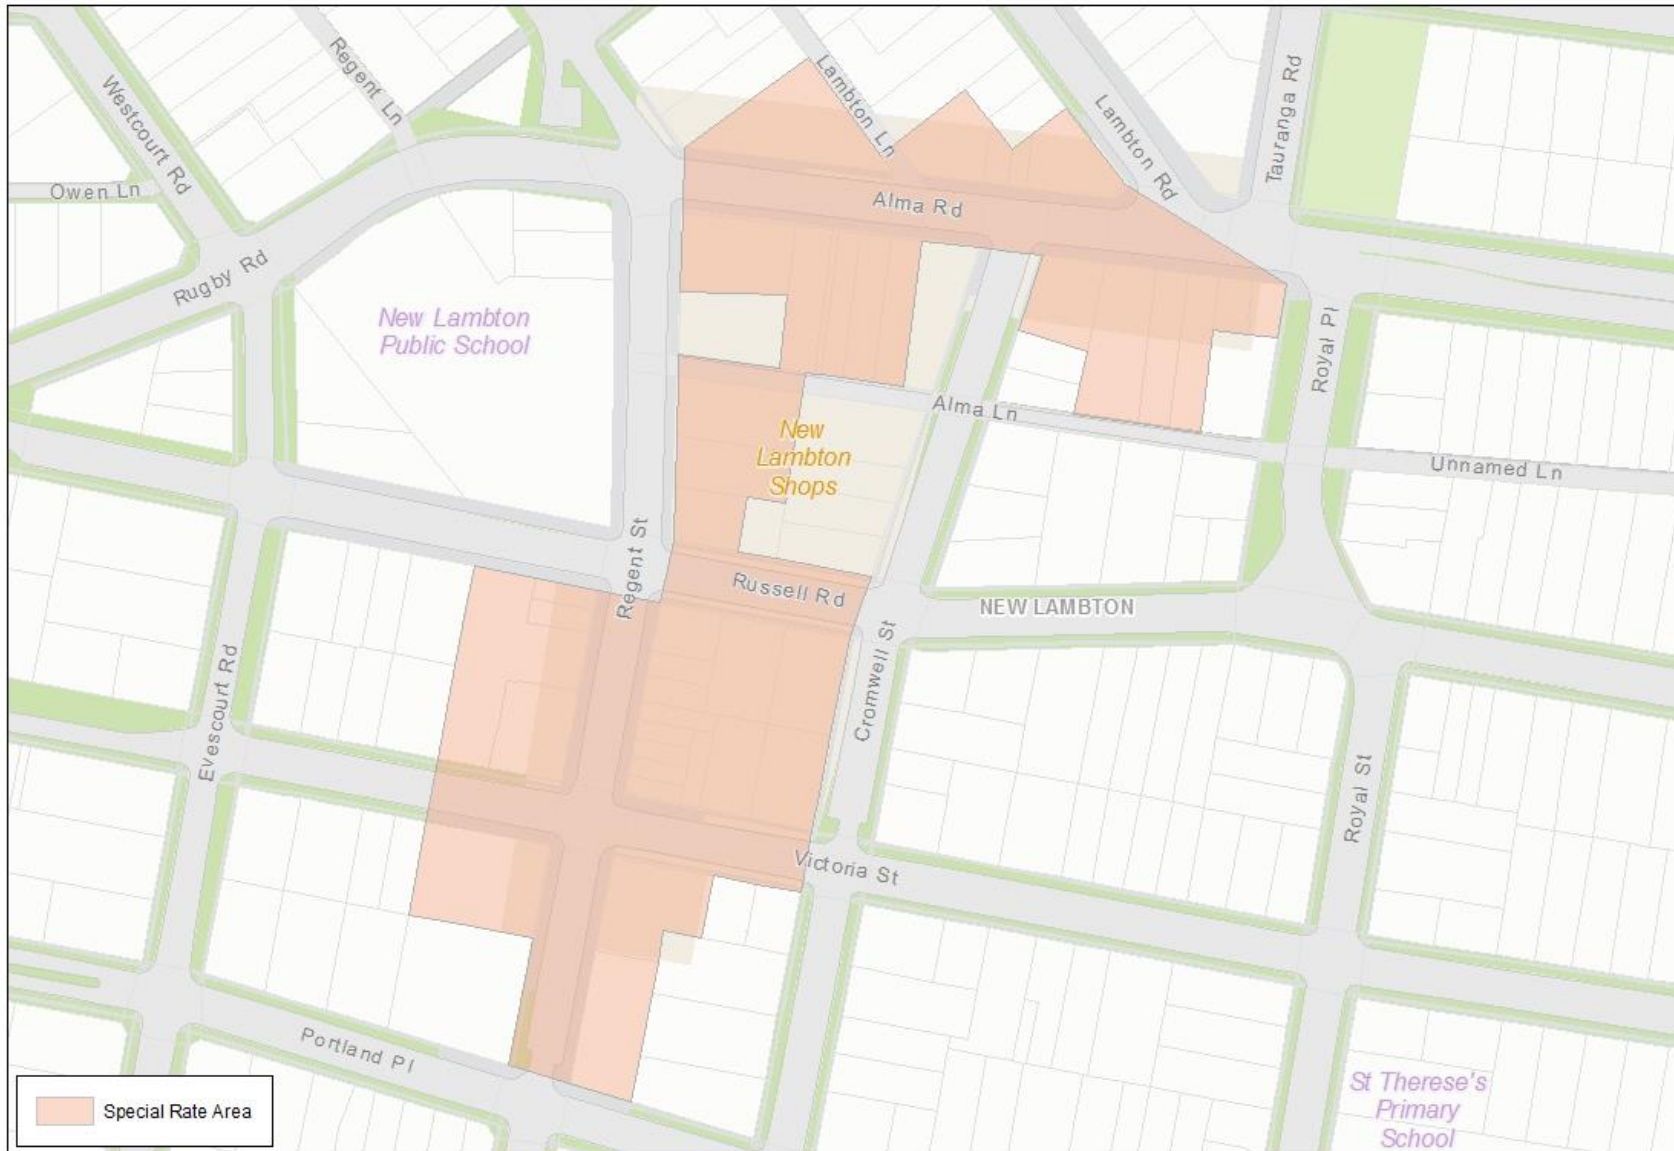 Westcourt Rd
Regent Ln
Lambton Ln
Lambton Rd
Tauranga Rd
Owen Ln
Alma Rd
Rugby Rd
New Lambton
Public School
Royal Pl
Alma Ln
New
Lambton
Shops
Unnamed Ln
Regent St
Russell Rd
NEW LAMBTON
Evescourt Rd
Cromwell St
Royal St
Victoria St
Portland Pl
St Therese's
Primary
School
Special Rate Area